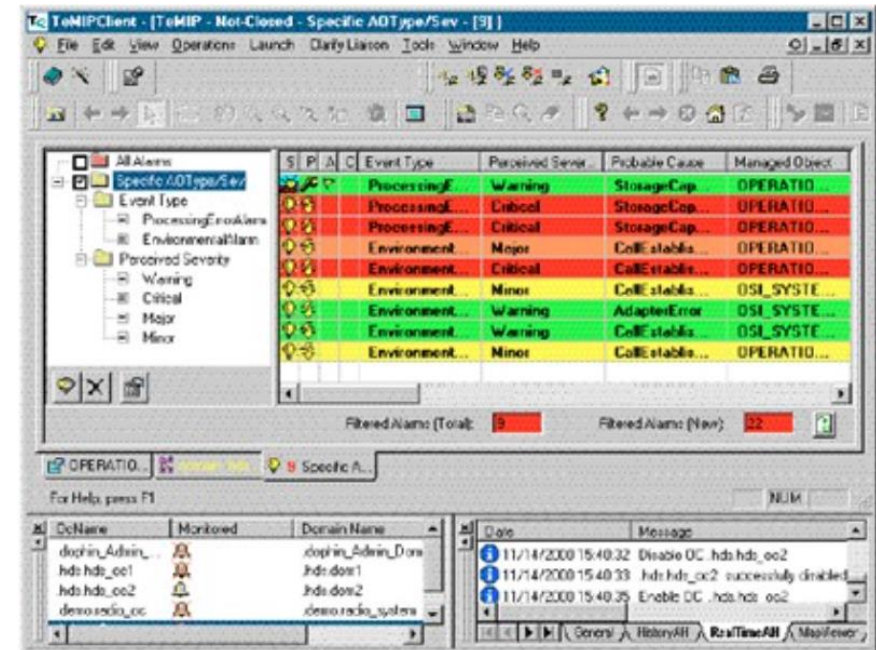 TeMIPClient - [TeMIP - Not-Closed - Specific AOType/Sev - [9] ]
File Edit View Operations Launch Clarify Liaison Tools Window Help
All Alarms
Specific AOType/Sev
Event Type
ProcessingErrorAlarm
EnvironmentalAlarm
Perceived Severity
Warning
Critical
Major
Minor
S P A C Event Type Perceived Sever... Probable Cause Managed Object
ProcessingE... Warning StorageCap... OPERATIO...
ProcessingE... Critical StorageCap... OPERATIO...
ProcessingE... Critical StorageCap... OPERATIO...
Environment... Major CallEstablis... OPERATIO...
Environment... Critical CallEstablis... OPERATIO...
Environment... Minor CallEstablis... OSI_SYSTE...
Environment... Warning AdapterError OSI_SYSTE...
Environment... Warning CallEstablis... OSI_SYSTE...
Environment... Minor CallEstablis... OPERATIO...
Filtered Alarms (Total): 9 Filtered Alarms (New): 22
OPERATIO... 9 Specific A...
For Help, press F1 NUM
OcName Monitored Domain Name
dophin_Admin_... .dophin_Admin_Dom
.hds.hds_oc1 .hds.dom1
.hds.hds_oc2 .hds.dom2
.demo.radio_oc .demo.radio_system
Date Message
11/14/2000 15:40:32 Disable OC .hds.hds_oc2
11/14/2000 15:40:33 .hds.hds_oc2 successfully disabled
11/14/2000 15:40:35 Enable OC .hds.hds_oc2
General HistoryAH RealTimeAH MapViewer